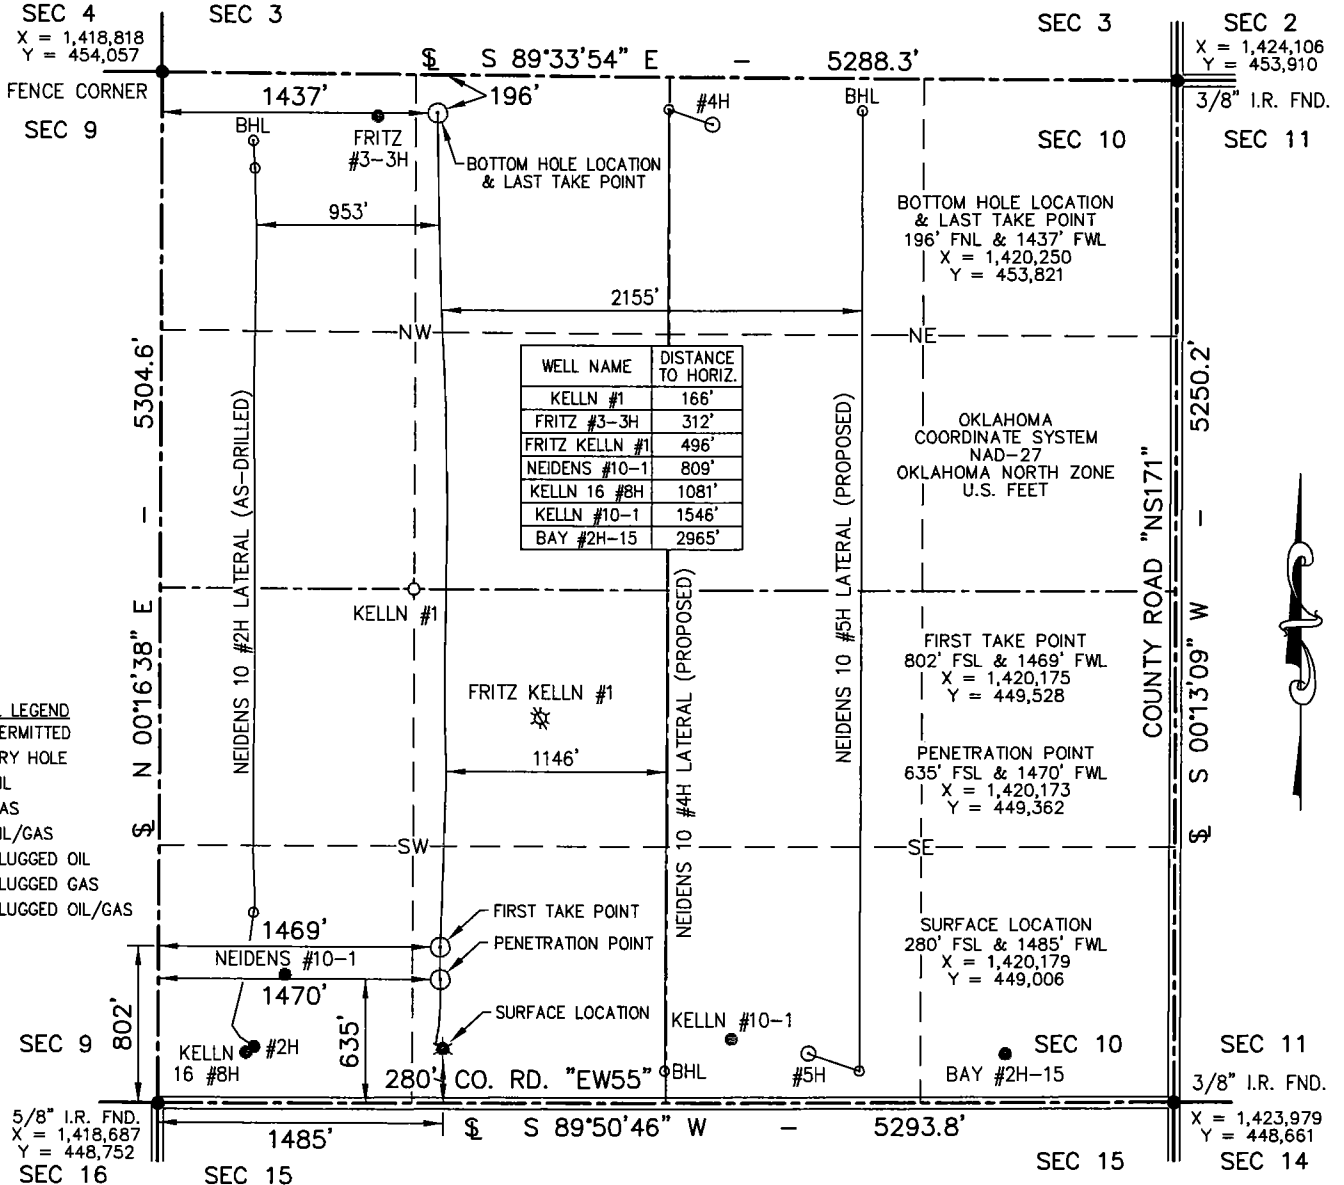 SEC 4
X = 1,418,818
Y = 454,057
SEC 3
SEC 3
SEC 2
X = 1,424,106
Y = 453,910
S 89°33'54" E - 5288.3'
FENCE CORNER
3/8" I.R. FND.
SEC 9
SEC 10
SEC 11
1437'
196'
#4H
BHL
BHL
FRITZ
#3-3H
BOTTOM HOLE LOCATION
& LAST TAKE POINT
953'
BOTTOM HOLE LOCATION
& LAST TAKE POINT
196' FNL & 1437' FWL
X = 1,420,250
Y = 453,821
2155'
NW
NE
5304.6'
5250.2'
WELL NAME DISTANCE TO HORIZ.
KELLN #1 166'
FRITZ #3-3H 312'
FRITZ KELLN #1 496'
NEIDENS #10-1 809'
KELLN 16 #8H 1081'
KELLN #10-1 1546'
BAY #2H-15 2965'
OKLAHOMA
COORDINATE SYSTEM
NAD-27
OKLAHOMA NORTH ZONE
U.S. FEET
NEIDENS 10 #2H LATERAL (AS-DRILLED)
NEIDENS 10 #4H LATERAL (PROPOSED)
NEIDENS 10 #5H LATERAL (PROPOSED)
COUNTY ROAD "NS171"
N 00°16'38" E -
S 00°13'09" W -
KELLN #1
FRITZ KELLN #1
1146'
FIRST TAKE POINT
802' FSL & 1469' FWL
X = 1,420,175
Y = 449,528
PENETRATION POINT
635' FSL & 1470' FWL
X = 1,420,173
Y = 449,362
LEGEND
ERMITTED
RY HOLE
IL
AS
IL/GAS
LUGGED OIL
LUGGED GAS
LUGGED OIL/GAS
SW
SE
FIRST TAKE POINT
PENETRATION POINT
SURFACE LOCATION
SURFACE LOCATION
280' FSL & 1485' FWL
X = 1,420,179
Y = 449,006
1469'
NEIDENS #10-1
1470'
802'
635'
SEC 9
KELLN
16 #8H
#2H
280'
CO. RD. "EW55"
BHL
KELLN #10-1
#5H
BAY #2H-15
SEC 10
SEC 11
3/8" I.R. FND.
5/8" I.R. FND.
X = 1,418,687
Y = 448,752
1485'
S 89°50'46" W - 5293.8'
X = 1,423,979
Y = 448,661
SEC 16
SEC 15
SEC 15
SEC 14